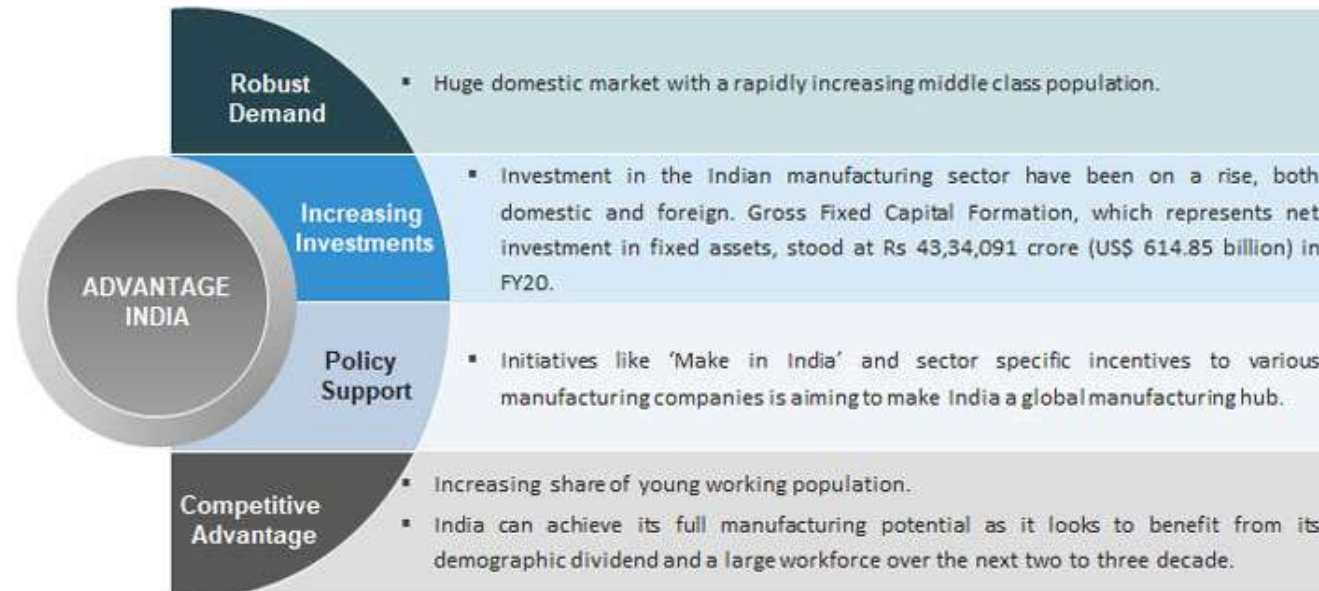 Robust
Demand
▪ Huge domestic market with a rapidly increasing middle class population.
Increasing
Investments
▪ Investment in the Indian manufacturing sector have been on a rise, both
domestic and foreign. Gross Fixed Capital Formation, which represents net
investment in fixed assets, stood at Rs 43,34,091 crore (US$ 614.85 billion) in
FY20.
ADVANTAGE
INDIA
Policy
Support
▪ Initiatives like ‘Make in India’ and sector specific incentives to various
manufacturing companies is aiming to make India a global manufacturing hub.
Competitive
Advantage
▪ Increasing share of young working population.
▪ India can achieve its full manufacturing potential as it looks to benefit from its
demographic dividend and a large workforce over the next two to three decade.